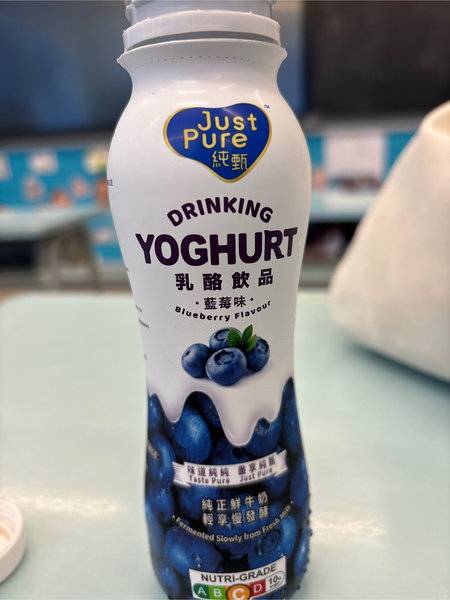 Just
Pure
純甄
DRINKING
YOGHURT
乳酪飲品
·藍莓味·
Blueberry Flavour
味道純純 盡享純甄
Taste Pure Just Pure
純正鮮牛奶
輕享慢發酵
Fermented Slowly from Fresh Milk
NUTRI-GRADE
A B C D 10%